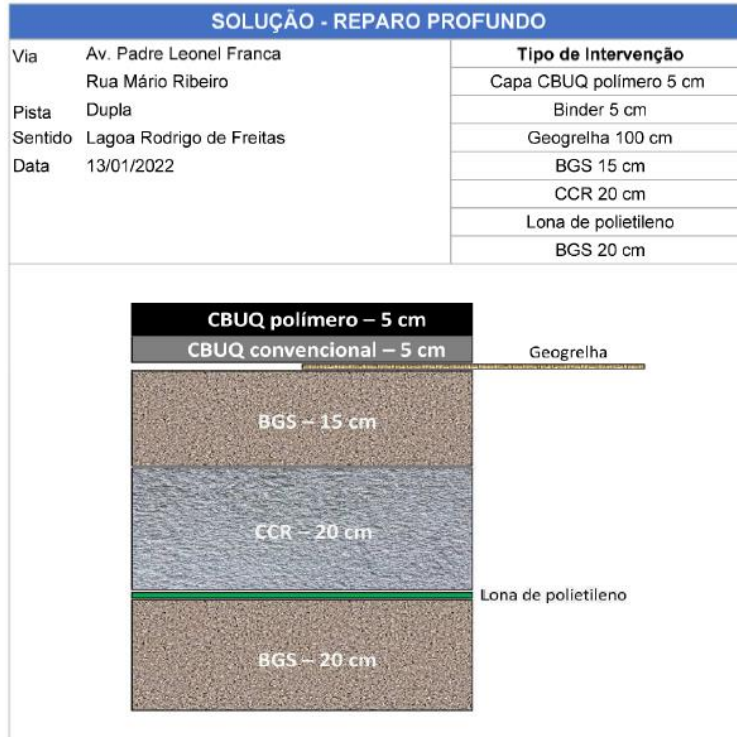 SOLUÇÃO - REPARO PROFUNDO
Via Av. Padre Leonel Franca
Rua Mário Ribeiro
Pista Dupla
Sentido Lagoa Rodrigo de Freitas
Data 13/01/2022
Tipo de Intervenção
Capa CBUQ polímero 5 cm
Binder 5 cm
Geogrelha 100 cm
BGS 15 cm
CCR 20 cm
Lona de polietileno
BGS 20 cm
CBUQ polímero – 5 cm
CBUQ convencional – 5 cm
Geogrelha
BGS – 15 cm
CCR – 20 cm
Lona de polietileno
BGS – 20 cm